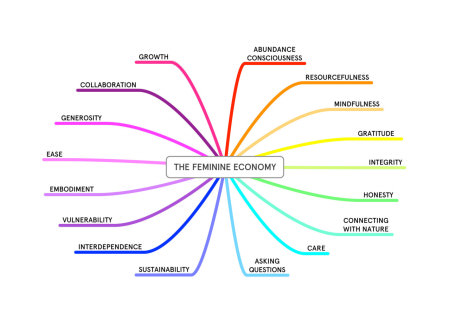 GROWTH
ABUNDANCE
CONSCIOUSNESS
COLLABORATION
RESOURCEFULNESS
GENEROSITY
MINDFULNESS
EASE
GRATITUDE
THE FEMININE ECONOMY
INTEGRITY
EMBODIMENT
HONESTY
VULNERABILITY
CONNECTING
WITH NATURE
INTERDEPENDENCE
CARE
SUSTAINABILITY
ASKING
QUESTIONS